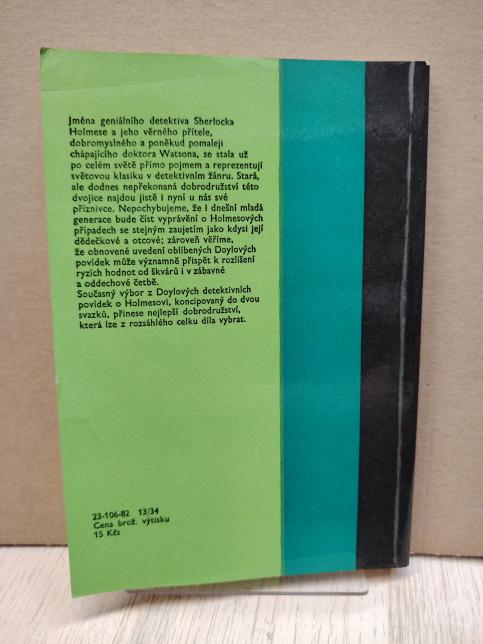 Jména geniálního detektiva Sherlocka
Holmese a jeho věrného přítele,
dobromyslného a poněkud pomaleji
chápajícího doktora Watsona, se stala už
po celém světě přímo pojmem a reprezentují
světovou klasiku v detektivním žánru. Stará,
ale dodnes nepřekonaná dobrodružství této
dvojice najdou jistě i nyní u nás své
příznivce. Nepochybujeme, že i dnešní mladá
generace bude číst vyprávění o Holmesových
případech se stejným zaujetím jako kdysi její
dědečkové a otcové; zároveň věříme,
že obnovené uvedení oblíbených Doylových
povídek může významně přispět k rozlišení
ryzích hodnot od škvárů i v zábavné
a oddechové četbě.
Současný výbor z Doylových detektivních
povídek o Holmesovi, koncipovaný do dvou
svazků, přinese nejlepší dobrodružství,
která lze z rozsáhlého celku díla vybrat.
23-106-82 13/34
Cena brož. výtisku
15 Kčs